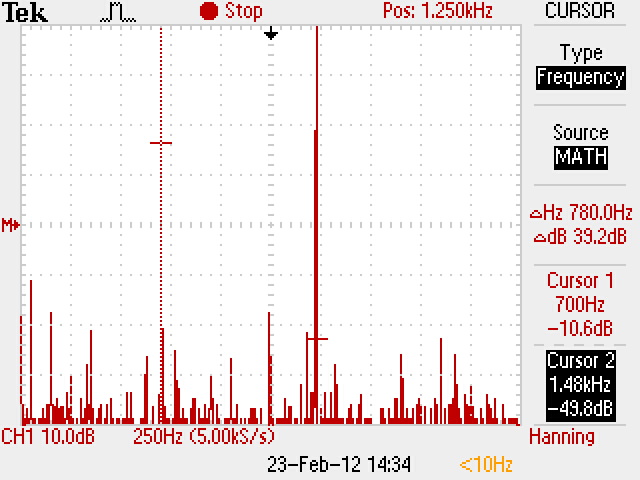 Tek Stop Pos: 1.250kHz CURSOR
Type
Frequency
Source
MATH
M
△Hz 780.0Hz
△dB 39.2dB
Cursor 1
700Hz
-10.6dB
Cursor 2
1.48kHz
-49.8dB
CH1 10.0dB 250Hz (5.00kS/s) Hanning
23-Feb-12 14:34 <10Hz